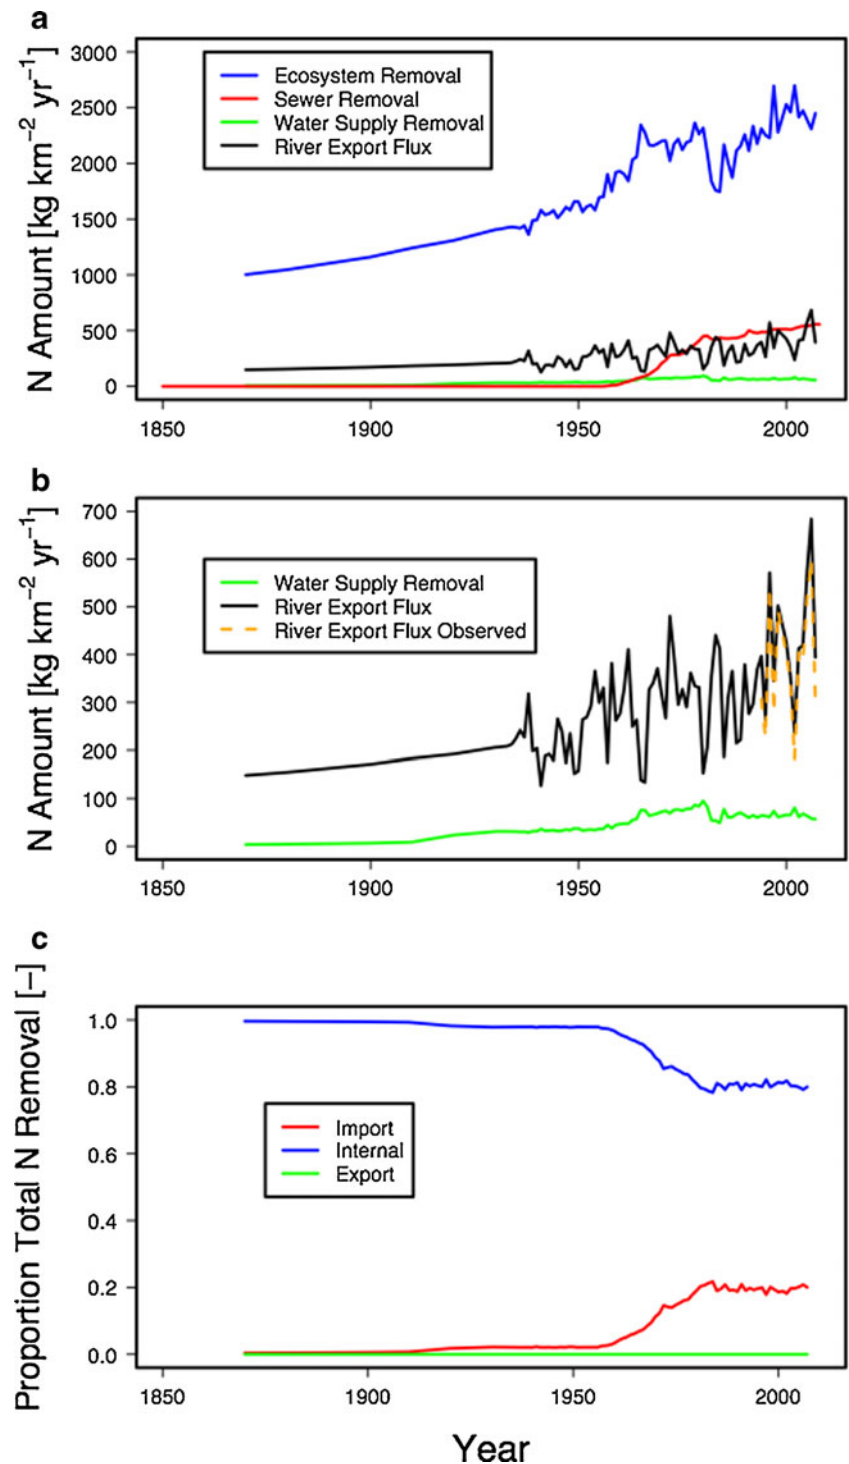 a
N Amount [kg km⁻² yr⁻¹]
3000
2500
2000
1500
1000
500
0
Ecosystem Removal
Sewer Removal
Water Supply Removal
River Export Flux
1850 1900 1950 2000
b
N Amount [kg km⁻² yr⁻¹]
700
600
500
400
300
200
100
0
Water Supply Removal
River Export Flux
River Export Flux Observed
1850 1900 1950 2000
c
Proportion Total N Removal [−]
1.0
0.8
0.6
0.4
0.2
0.0
Import
Internal
Export
1850 1900 1950 2000
Year